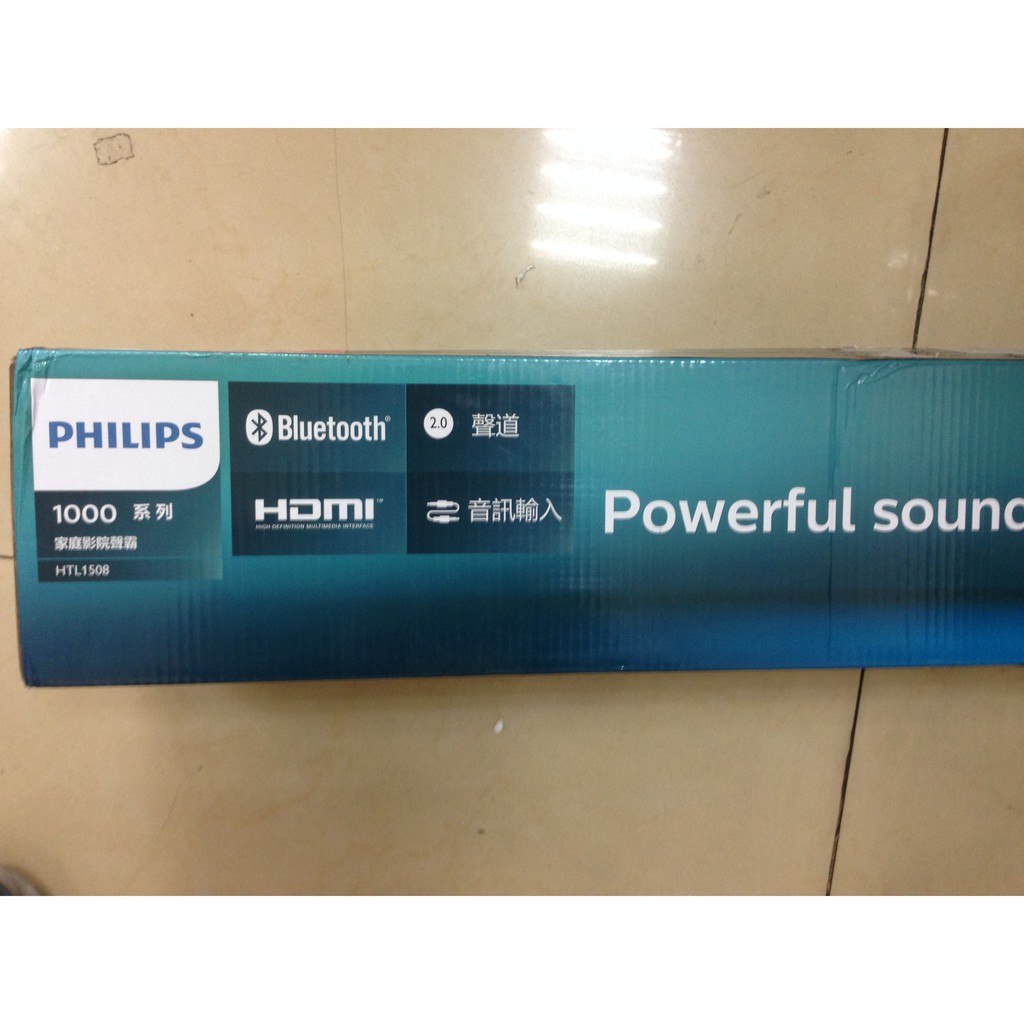 PHILIPS
1000 系列
家庭影院聲霸
HTL1508
Bluetooth®
2.0 聲道
HDMI™
HIGH DEFINITION MULTIMEDIA INTERFACE
音訊輸入
Powerful sound